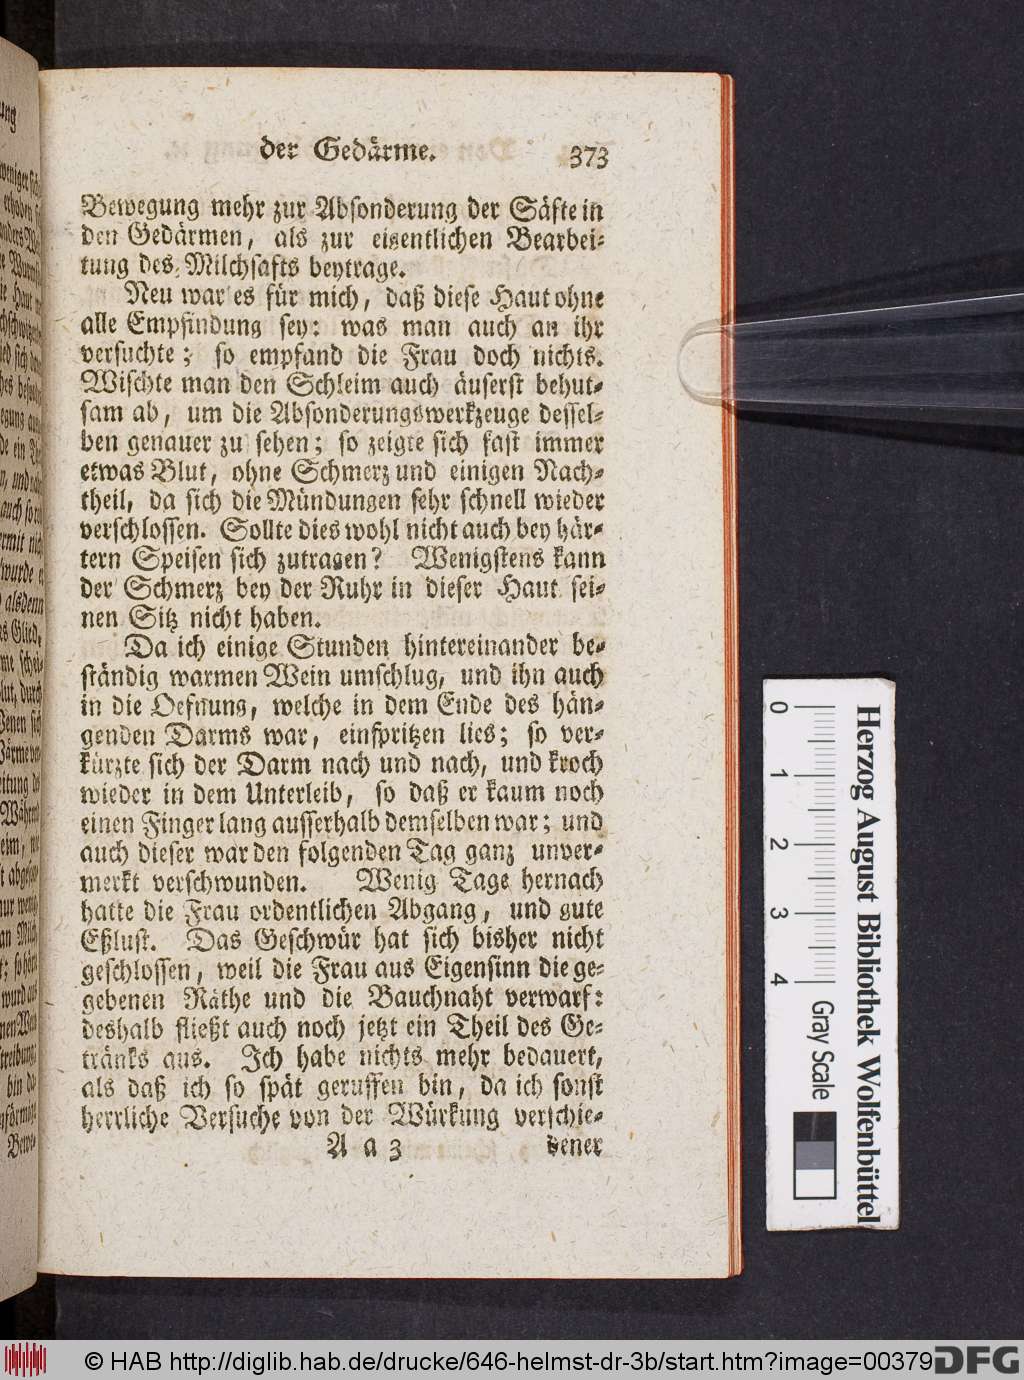 der Gedärme. 373
Bewegung mehr zur Absonderung der Säfte in
den Gedärmen, als zur eigentlichen Bearbei-
tung des Milchsafts beytrage.
Neu war es für mich, daß diese Haut ohne
alle Empfindung sey: was man auch an ihr
versuchte; so empfand die Frau doch nichts.
Wischte man den Schleim auch äuserst behut-
sam ab, um die Absonderungswerkzeuge dessel-
ben genauer zu sehen; so zeigte sich fast immer
etwas Blut, ohne Schmerz und einigen Nach-
theil, da sich die Mündungen sehr schnell wieder
verschlossen. Sollte dies wohl nicht auch bey här-
tern Speisen sich zutragen? Wenigstens kann
der Schmerz bey der Ruhr in dieser Haut sei-
nen Sitz nicht haben.
Da ich einige Stunden hintereinander be-
ständig warmen Wein umschlug, und ihn auch
in die Oefnung, welche in dem Ende des hän-
genden Darms war, einspritzen lies; so ver-
kürzte sich der Darm nach und nach, und kroch
wieder in dem Unterleib, so daß er kaum noch
einen Finger lang ausserhalb demselben war; und
auch dieser war den folgenden Tag ganz unver-
merkt verschwunden. Wenig Tage hernach
hatte die Frau ordentlichen Abgang, und gute
Eßlust. Das Geschwür hat sich bisher nicht
geschlossen, weil die Frau aus Eigensinn die ge-
gebenen Räthe und die Bauchnaht verwarf:
deshalb fließt auch noch jetzt ein Theil des Ge-
tränks aus. Ich habe nichts mehr bedauert,
als daß ich so spät geruffen bin, da ich sonst
herrliche Versuche von der Würkung verschie-
A a 3 dener
0 1 2 3 4
Herzog August Bibliothek Wolfenbüttel
Gray Scale
© HAB http://diglib.hab.de/drucke/646-helmst-dr-3b/start.htm?image=00379
DFG